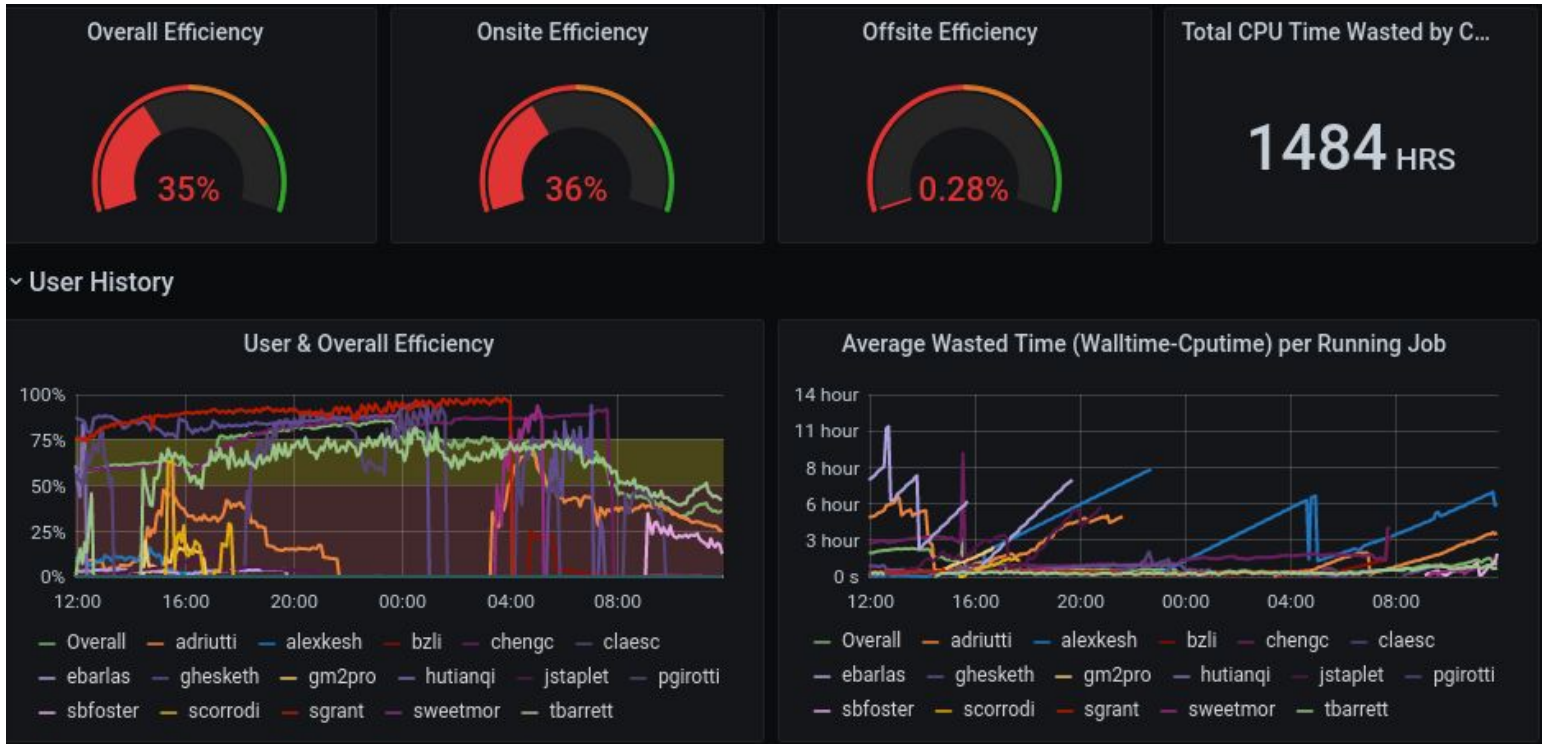 Overall Efficiency
35%
Onsite Efficiency
36%
Offsite Efficiency
0.28%
Total CPU Time Wasted by C...
1484 HRS
User History
User & Overall Efficiency
100%
75%
50%
25%
0%
12:00 16:00 20:00 00:00 04:00 08:00
Overall adriutti alexkesh bzli chengc claesc
ebarlas ghesketh gm2pro hutianqi jstaplet pgirotti
sbfoster scorrodi sgrant sweetmor tbarrett
Average Wasted Time (Walltime-Cputime) per Running Job
14 hour
11 hour
8 hour
6 hour
3 hour
0 s
12:00 16:00 20:00 00:00 04:00 08:00
Overall adriutti alexkesh bzli chengc claesc
ebarlas ghesketh gm2pro hutianqi jstaplet pgirotti
sbfoster scorrodi sgrant sweetmor tbarrett